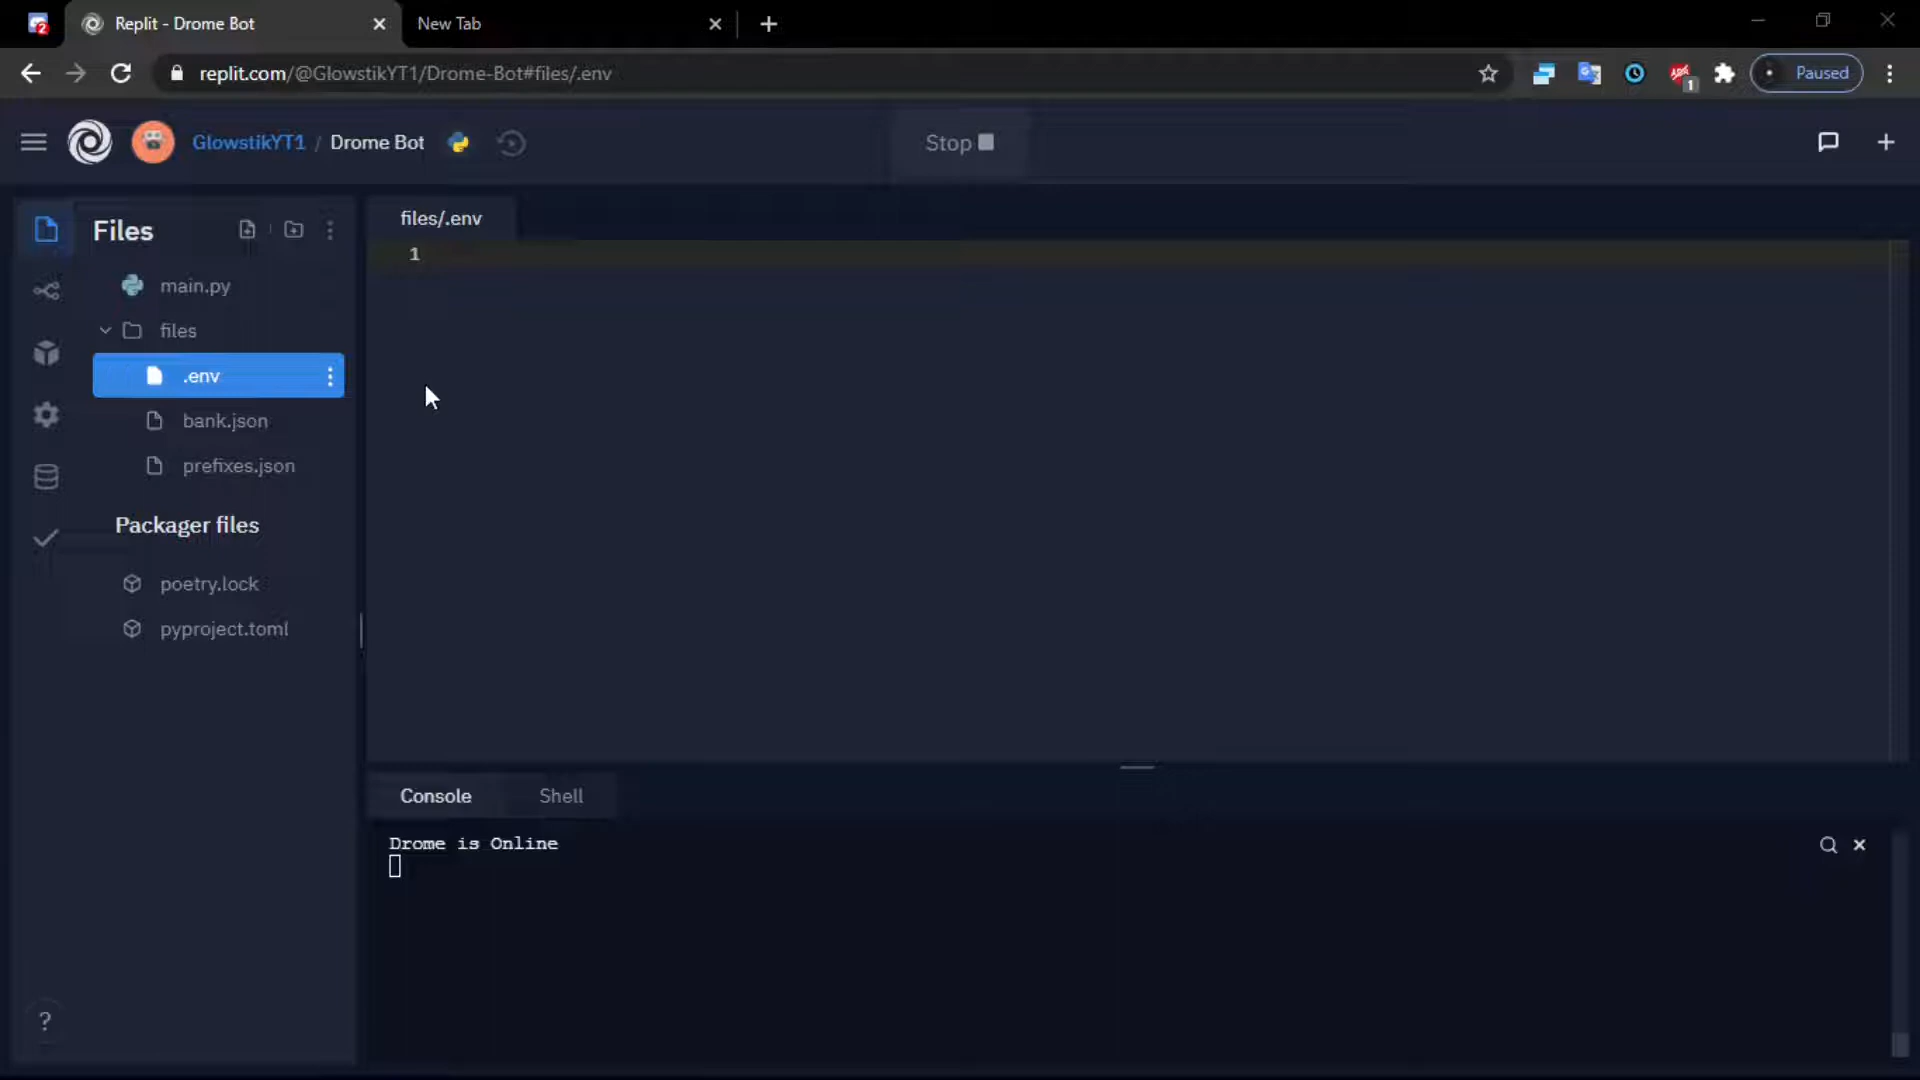 Replit - Drome Bot
New Tab
replit.com/@GlowstikYT1/Drome-Bot#files/.env
1
Paused
GlowstikYT1 / Drome Bot
Stop
Files
files/.env
1
main.py
files
.env
bank.json
prefixes.json
Packager files
poetry.lock
pyproject.toml
Console
Shell
Drome is Online
?